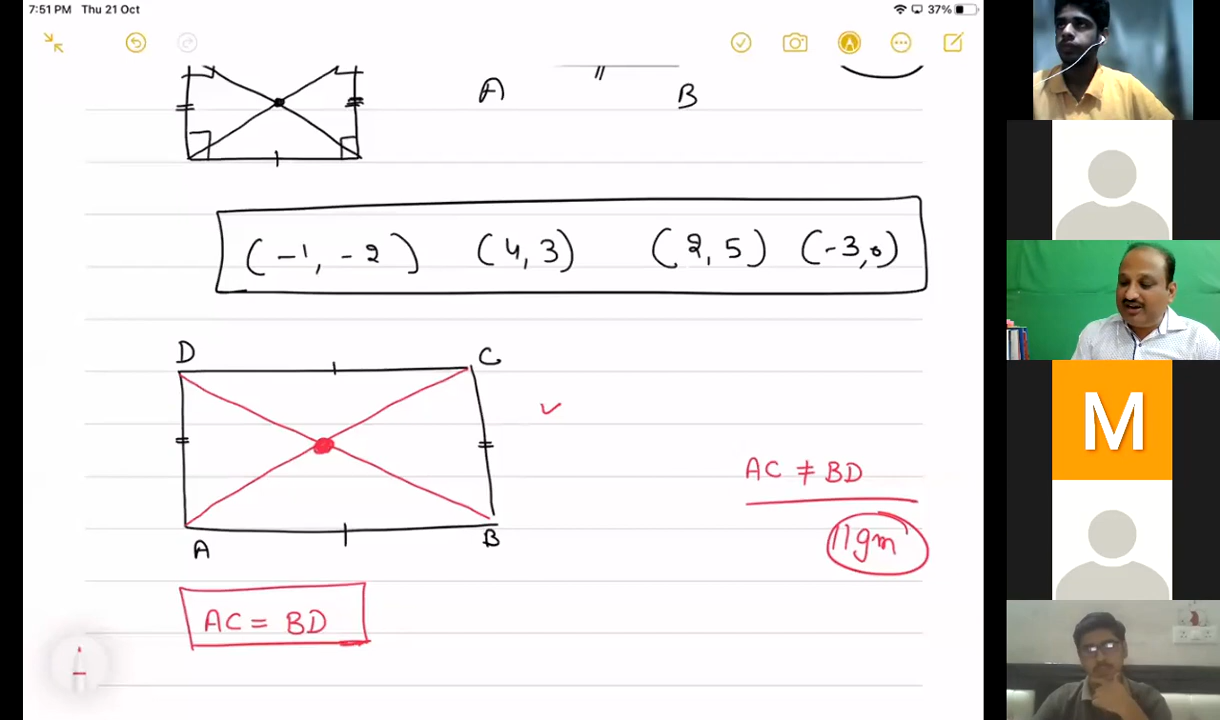 7:51 PM Thu 21 Oct 37%
A B
(-1, -2) (4, 3) (2, 5) (-3, 0)
D C
AC ≠ BD
11gm
A B
AC = BD
M